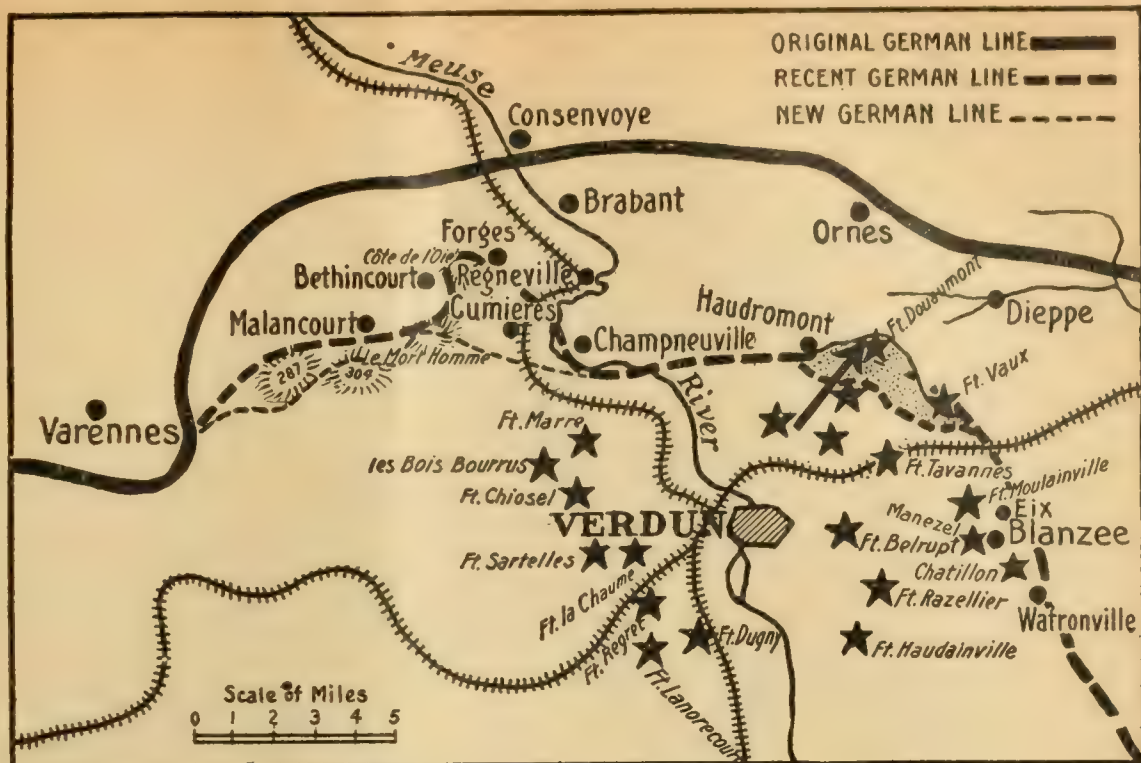 ORIGINAL GERMAN LINE
RECENT GERMAN LINE
NEW GERMAN LINE
Meuse
Consenvoye
Brabant
Ornes
Forges
Côte de l'Oie
Bethincourt
Régneville
Cumières
Malancourt
Le Mort Homme
287
304
Champneuville
Haudromont
Ft. Douaumont
Dieppe
Ft. Vaux
Varennes
River
Ft. Marre
les Bois Bourrus
Ft. Chiosel
Ft. Tavannes
Ft. Moulainville
Eix
Manezel
Blanzee
VERDUN
Ft. Belrupt
Ft. Sartelles
Chatillon
Ft. la Chaume
Ft. Razellier
Watronville
Ft. Regret
Ft. Dugny
Ft. Haudainville
Ft. Lanorecourt
Scale of Miles
0 1 2 3 4 5